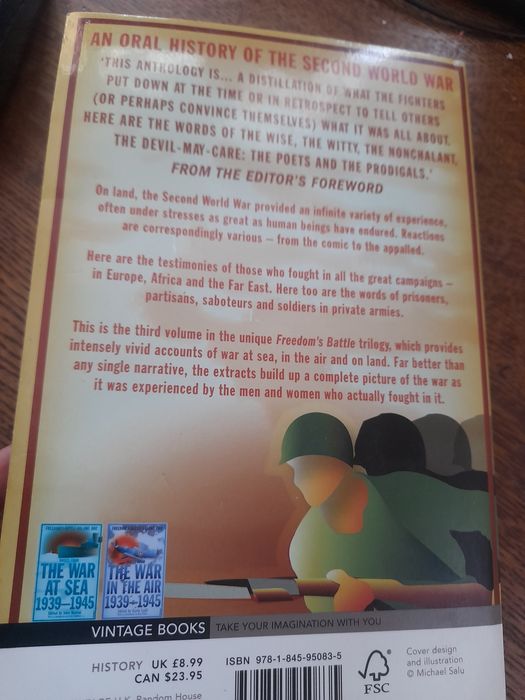 AN ORAL HISTORY OF THE SECOND WORLD WAR
'THIS ANTHOLOGY IS... A DISTILLATION OF WHAT THE FIGHTERS
PUT DOWN AT THE TIME OR IN RETROSPECT TO TELL OTHERS
(OR PERHAPS CONVINCE THEMSELVES) WHAT IT WAS ALL ABOUT.
HERE ARE THE WORDS OF THE WISE, THE WITTY, THE NONCHALANT,
THE DEVIL-MAY-CARE: THE POETS AND THE PRODIGALS.'
FROM THE EDITOR'S FOREWORD
On land, the Second World War provided an infinite variety of experience,
often under stresses as great as human beings have endured. Reactions
are correspondingly various – from the comic to the appalled.
Here are the testimonies of those who fought in all the great campaigns –
in Europe, Africa and the Far East. Here too are the words of prisoners,
partisans, saboteurs and soldiers in private armies.
This is the third volume in the unique Freedom's Battle trilogy, which provides
intensely vivid accounts of war at sea, in the air and on land. Far better than
any single narrative, the extracts build up a complete picture of the war as
it was experienced by the men and women who actually fought in it.
THE WAR
AT SEA
1939–1945
THE WAR
IN THE AIR
1939–1945
VINTAGE BOOKS
TAKE YOUR IMAGINATION WITH YOU
HISTORY UK £8.99
CAN $23.95
ISBN 978-1-845-95083-5
FSC
Cover design
and illustration
© Michael Salu
U.K. Random House